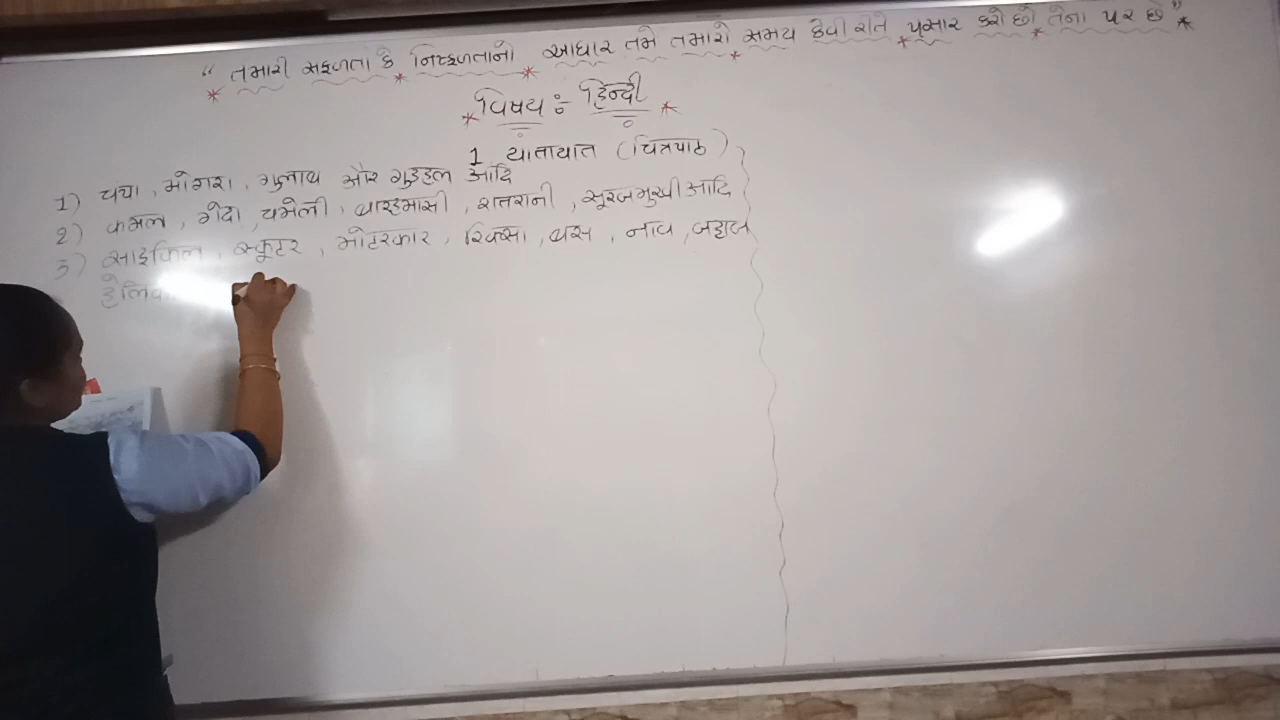 “ તમારી સફળતા કે નિષ્ફળતાનો આધાર તમે તમારો સમય કેવી રીતે પસાર કરો છો તેના પર છે ”
विषय : हिन्दी
1 यातायात (चित्रपाठ)
1) चंपा , मोगरा , गुलाब और गुड़हल आदि
2) कमल , गेंदा , चमेली , बारहमासी , रातरानी , सूरजमुखी आदि
3) साइकिल , स्कूटर , मोटरकार , रिक्सा , बस , नाव , जहाज